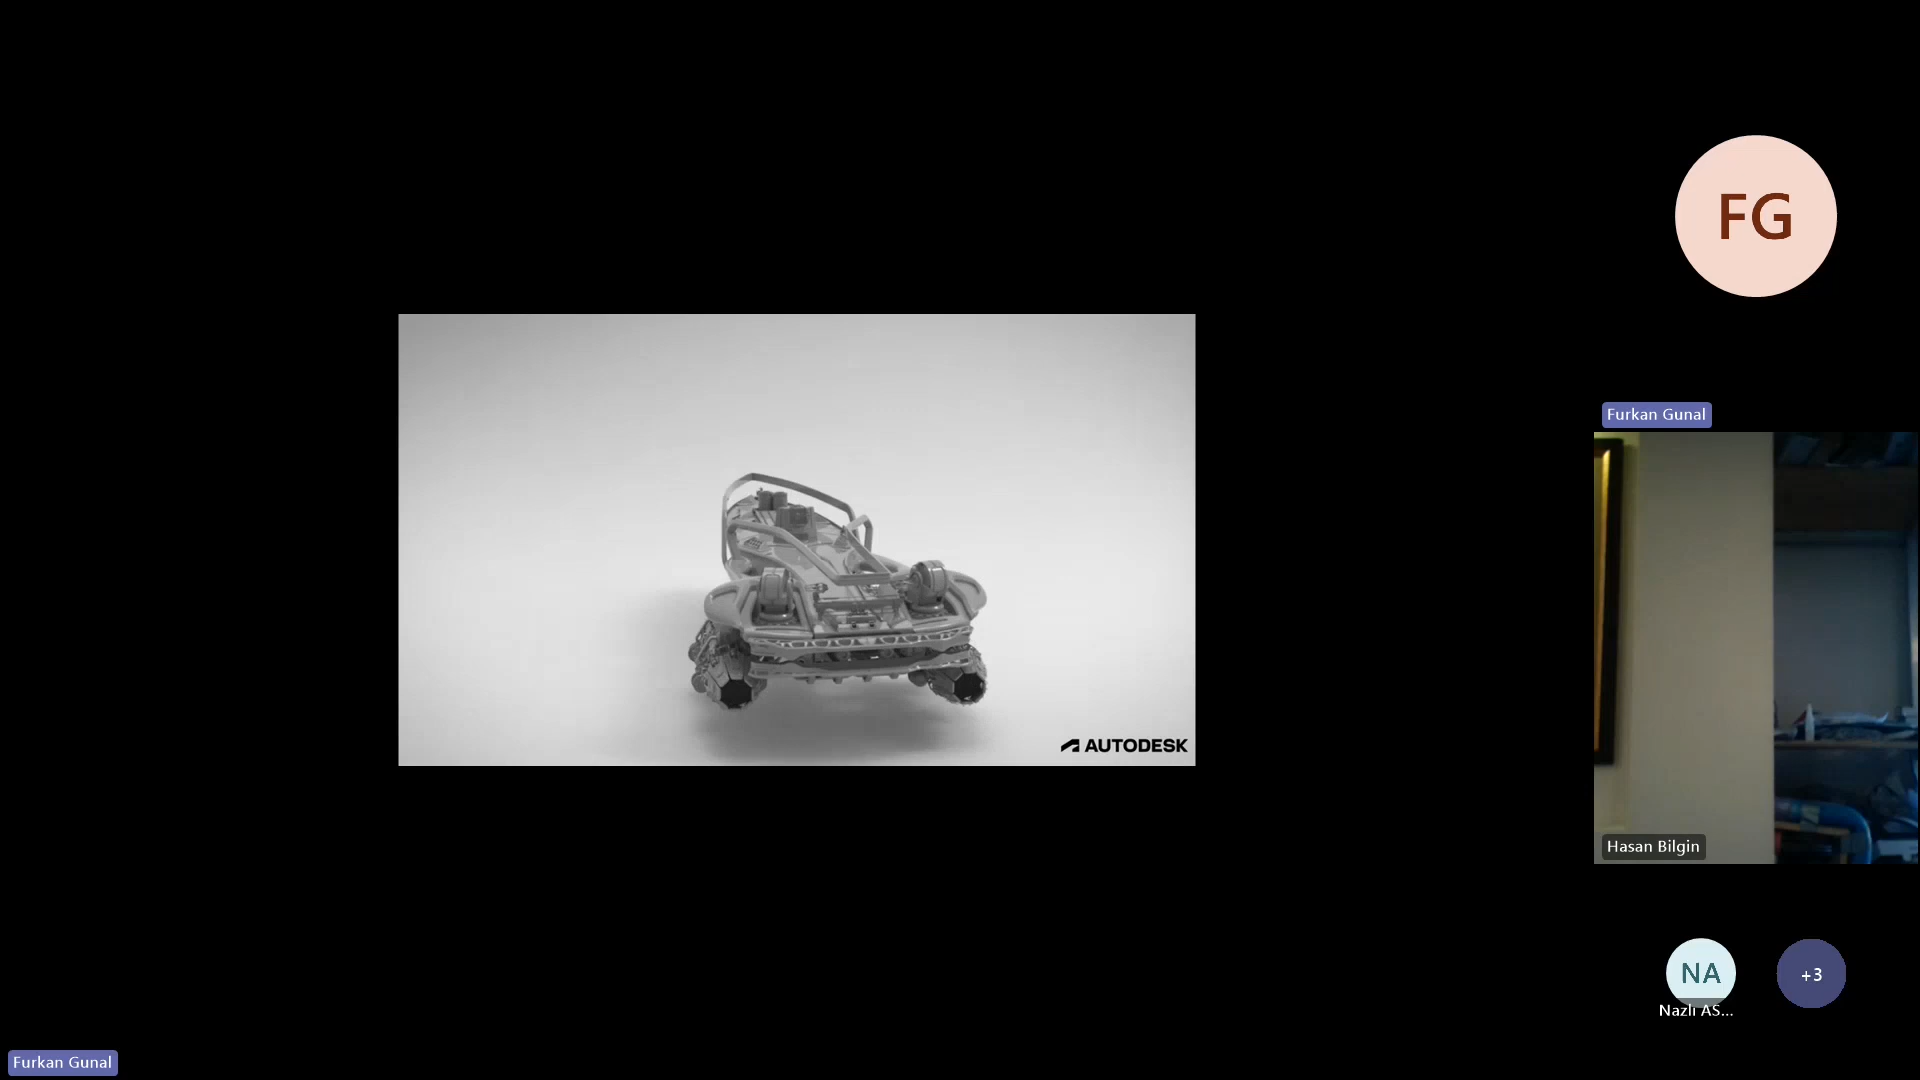 FG
Furkan Gunal
AUTODESK
Hasan Bilgin
NA
+3
Nazlı AS...
Furkan Gunal